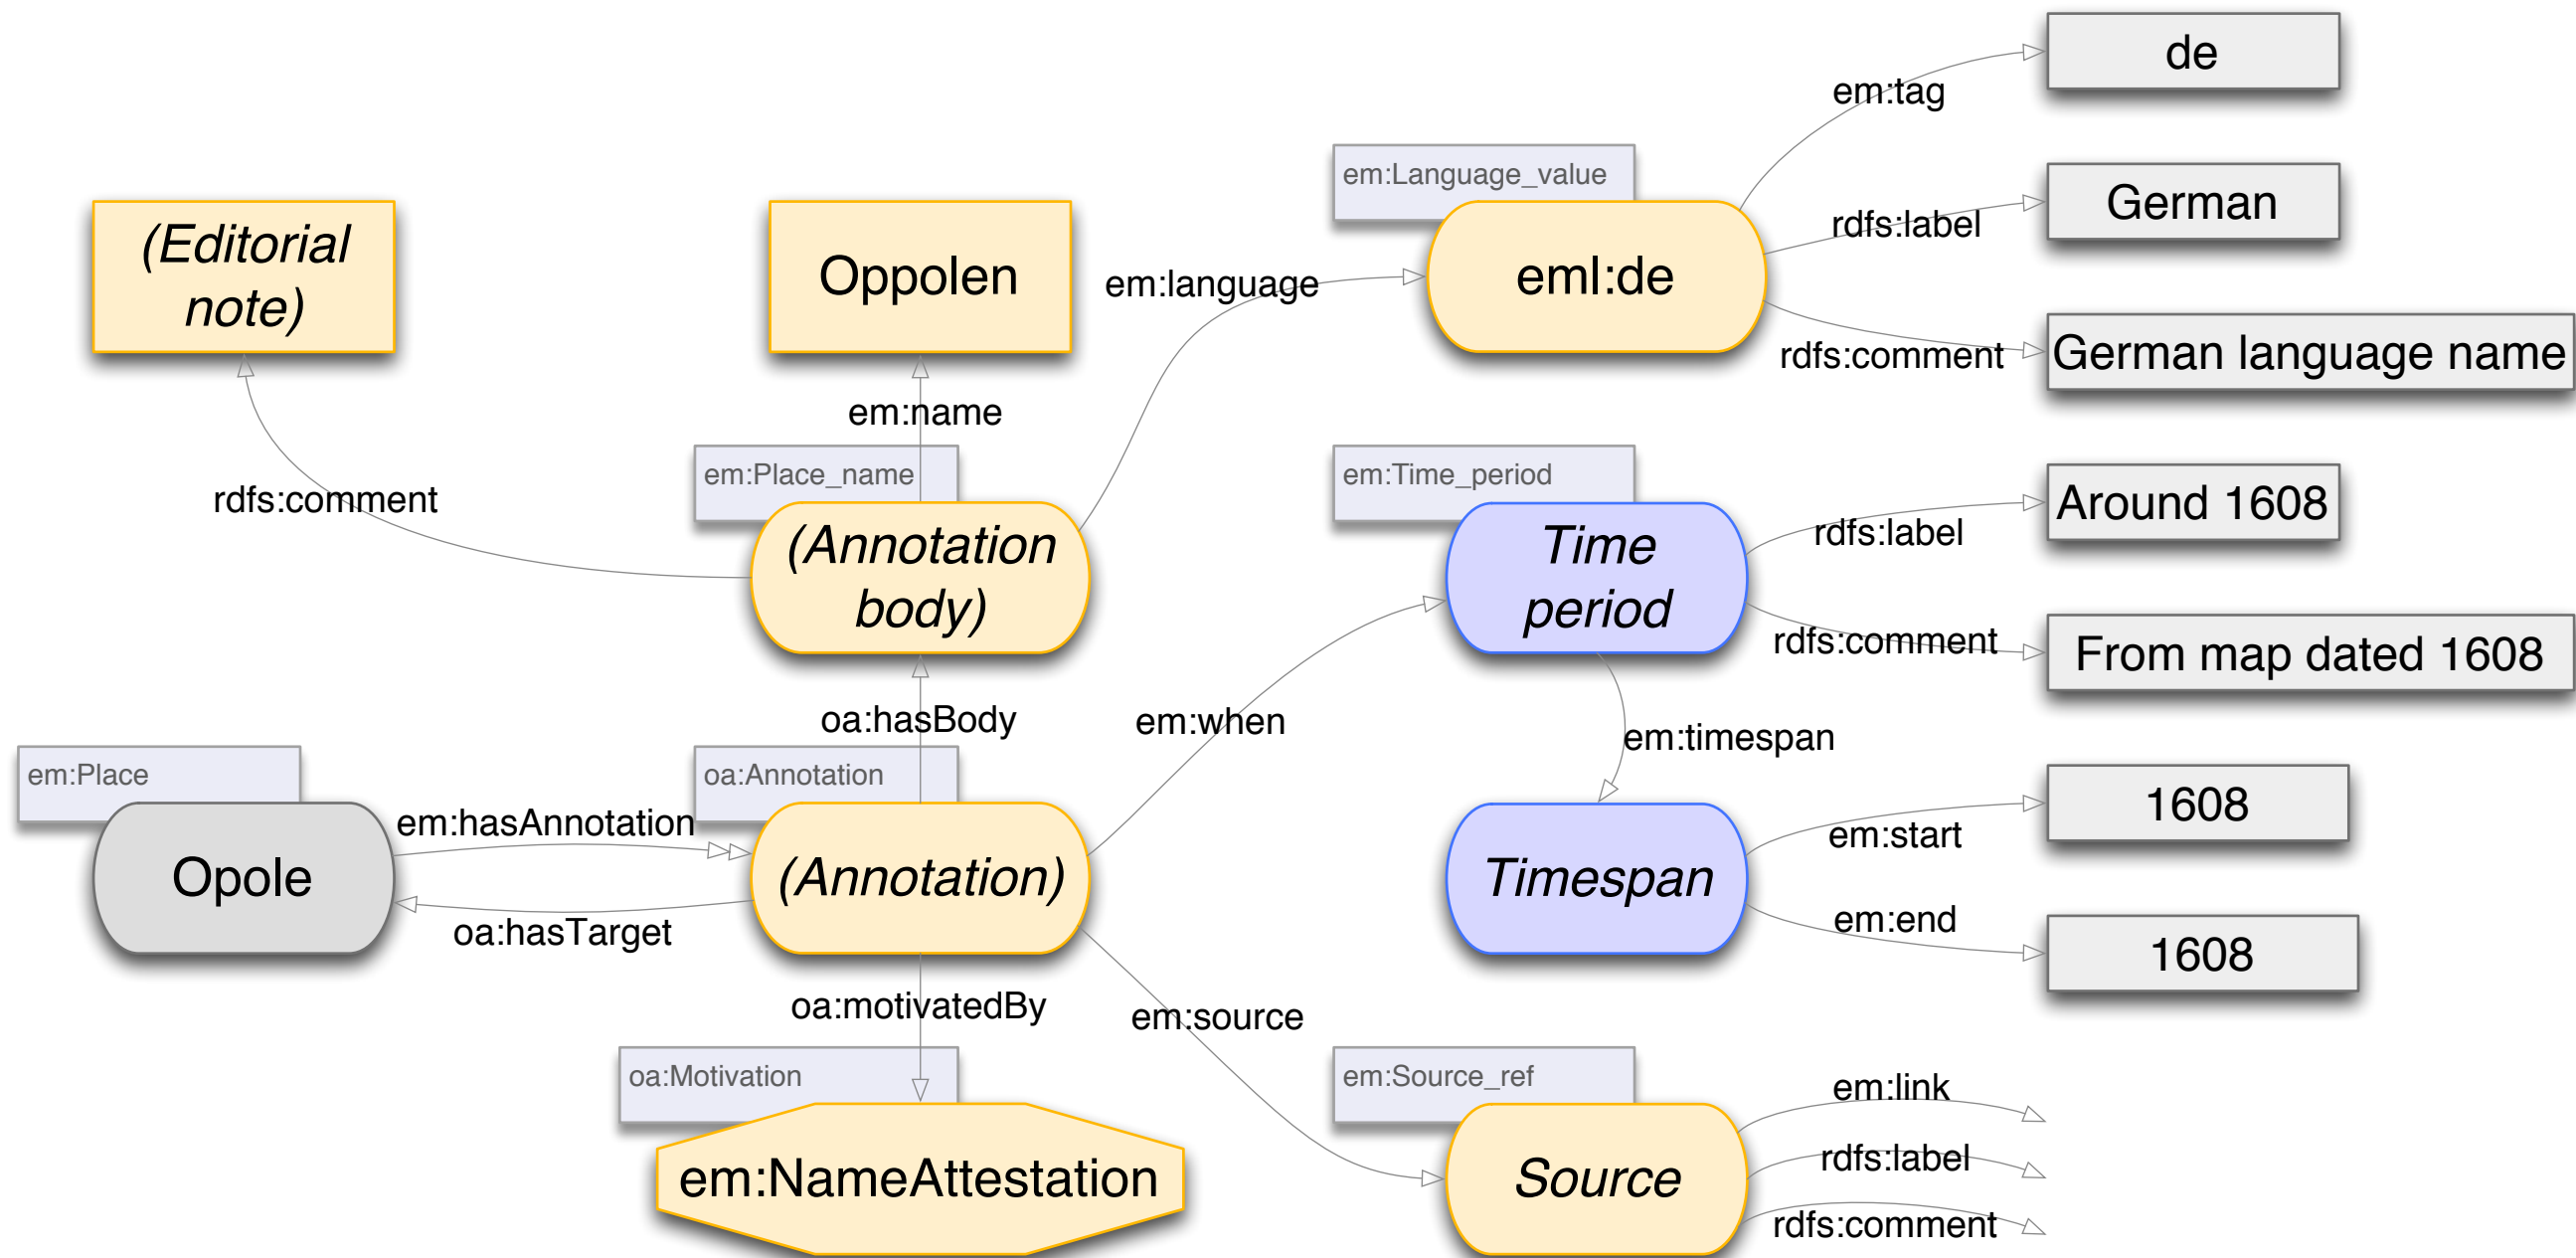 de
em:tag
em:Language_value
German
rdfs:label
(Editorial
note)
Oppolen
em:language
eml:de
rdfs:comment
German language name
em:name
em:Place_name
em:Time_period
rdfs:comment
Around 1608
rdfs:label
(Annotation
body)
Time
period
rdfs:comment
From map dated 1608
oa:hasBody
em:when
em:timespan
em:Place
oa:Annotation
em:hasAnnotation
1608
em:start
Opole
(Annotation)
Timespan
oa:hasTarget
em:end
1608
oa:motivatedBy
em:source
oa:Motivation
em:Source_ref
em:link
em:NameAttestation
Source
rdfs:label
rdfs:comment